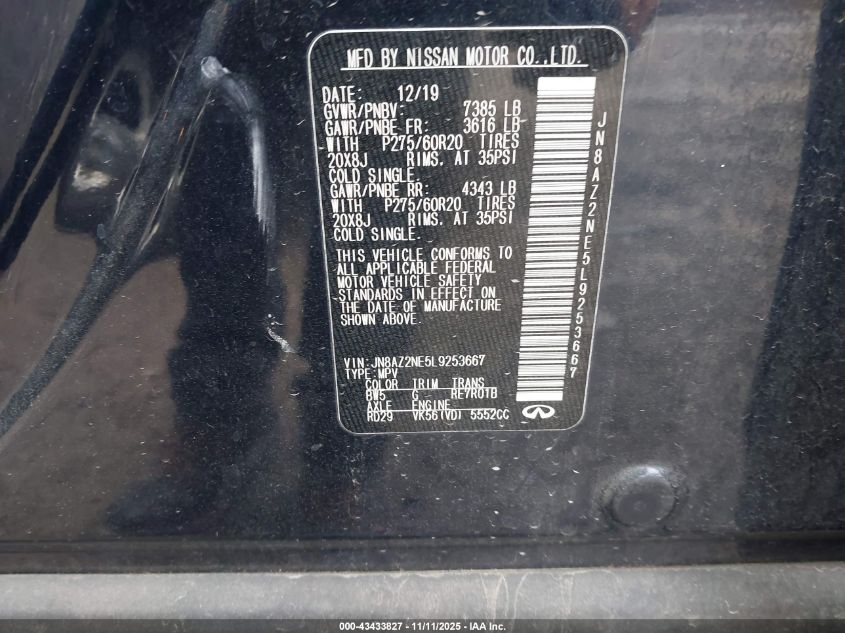 MFD BY NISSAN MOTOR CO.,LTD.
DATE: 12/19
GVWR/PNBV: 7385 LB
GAWR/PNBE FR: 3616 LB
WITH P275/60R20 TIRES
20X8J RIMS. AT 35PSI
COLD SINGLE.
GAWR/PNBE RR: 4343 LB
WITH P275/60R20 TIRES
20X8J RIMS. AT 35PSI
COLD SINGLE.
THIS VEHICLE CONFORMS TO
ALL APPLICABLE FEDERAL
MOTOR VEHICLE SAFETY
STANDARDS IN EFFECT ON
THE DATE OF MANUFACTURE
SHOWN ABOVE.
VIN:JN8AZ2NE5L9253667
TYPE:MPV
COLOR TRIM TRANS
BW5 G RE7R01B
AXLE ENGINE
RD29 VK56(VD) 5552CC
JN8AZ2NE5L9253667
000-43433827 - 11/11/2025 - IAA Inc.